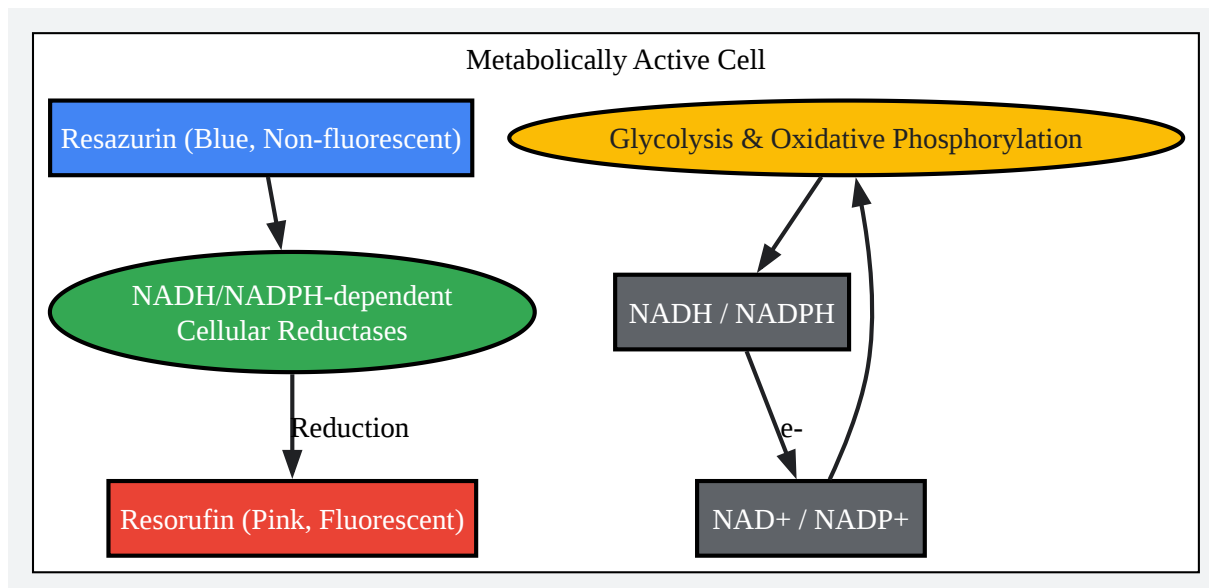 Metabolically Active Cell
Resazurin (Blue, Non-fluorescent)
Glycolysis & Oxidative Phosphorylation
NADH/NADPH-dependent
Cellular Reductases
NADH / NADPH
Reduction
e-
Resorufin (Pink, Fluorescent)
NAD+ / NADP+